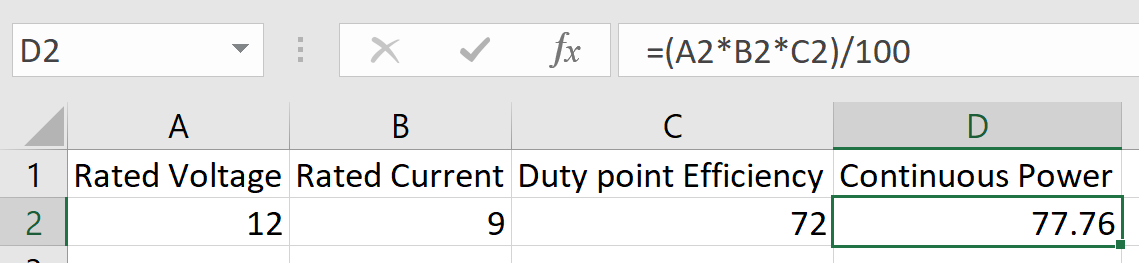 D2 fx =(A2*B2*C2)/100
A B C D
1 Rated Voltage Rated Current Duty point Efficiency Continuous Power
2 12 9 72 77.76